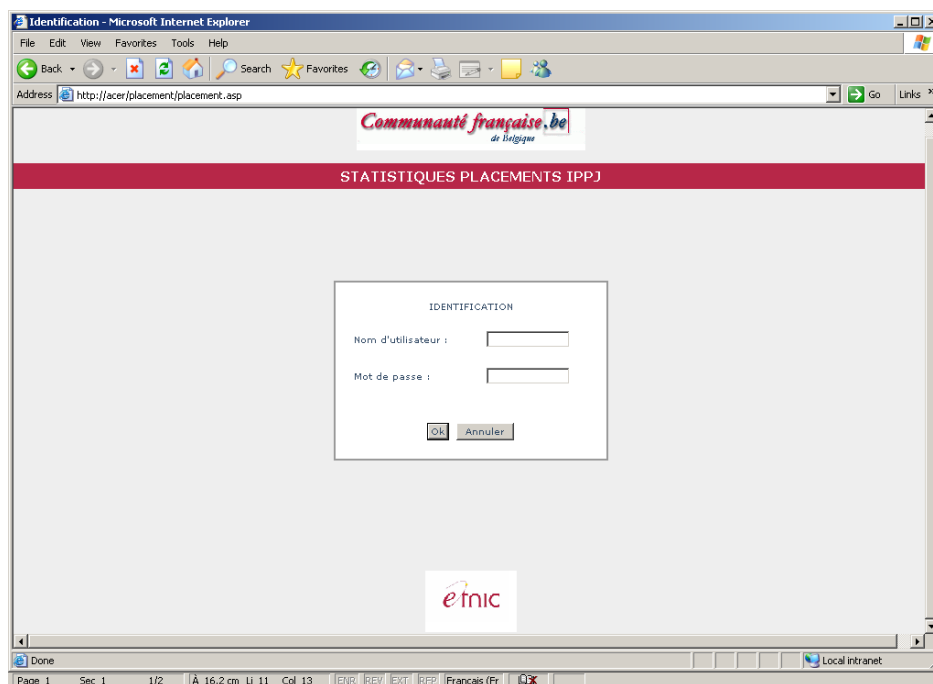 Identification - Microsoft Internet Explorer
File Edit View Favorites Tools Help
Back Search Favorites
Address http://acer/placement/placement.asp Go Links »
Communauté française.be
de Belgique
STATISTIQUES PLACEMENTS IPPJ
IDENTIFICATION
Nom d'utilisateur :
Mot de passe :
Ok Annuler
etnic
Done Local intranet
Page 1 Sec 1 1/2 À 16.2 cm Li 11 Col 13 ENR REV EXT RFP Français (Fr